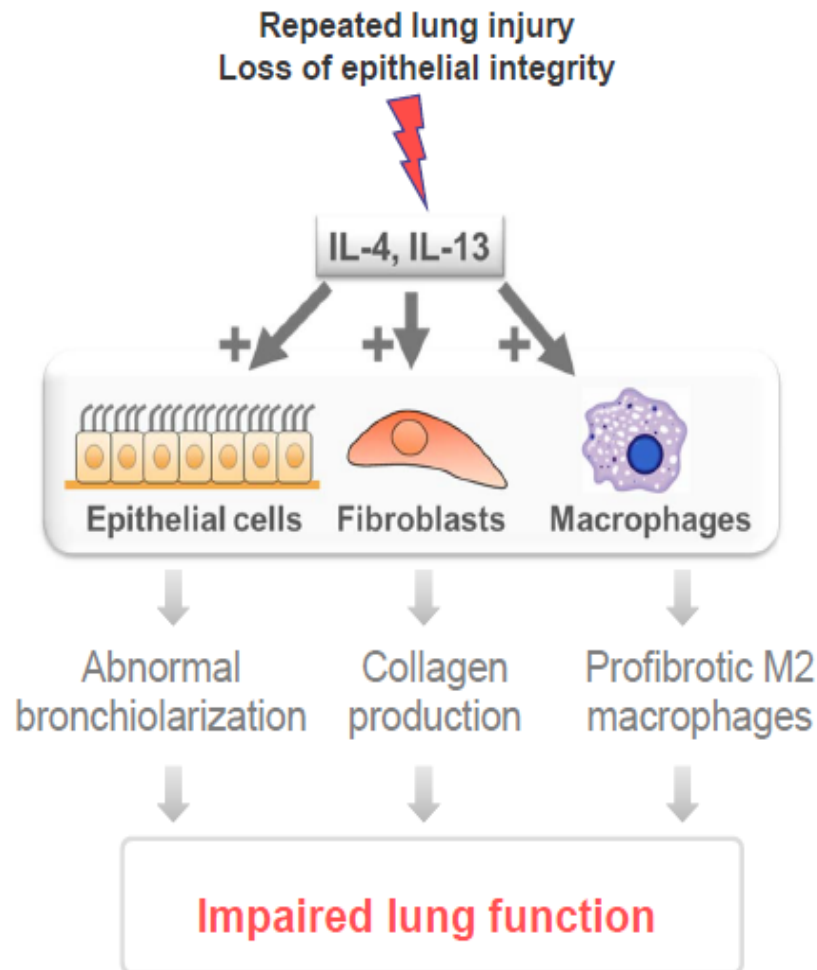 Repeated lung injury
Loss of epithelial integrity
IL-4, IL-13
+ + +
Epithelial cells Fibroblasts Macrophages
Abnormal bronchiolarization
Collagen production
Profibrotic M2 macrophages
Impaired lung function